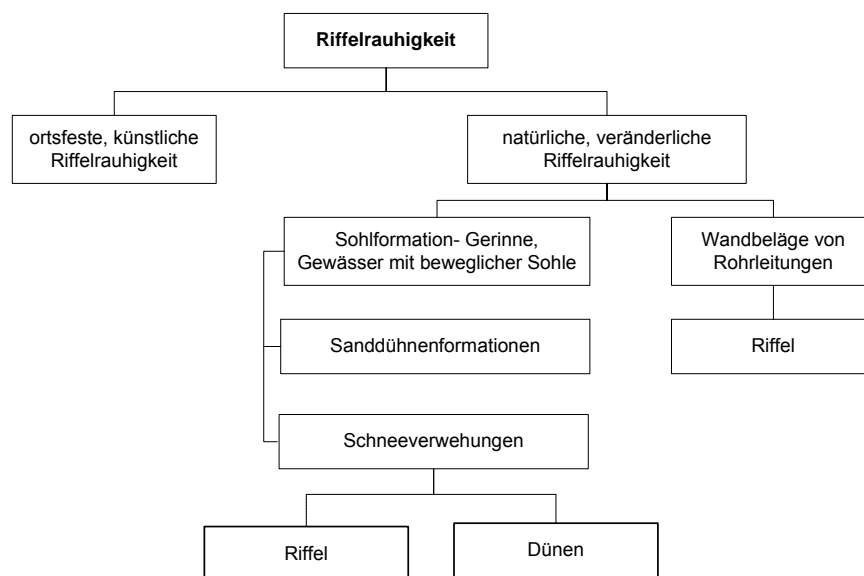 Riffelrauhigkeit
ortsfeste, künstliche
Riffelrauhigkeit
natürliche, veränderliche
Riffelrauhigkeit
Sohlformation- Gerinne,
Gewässer mit beweglicher Sohle
Wandbeläge von
Rohrleitungen
Sanddühnenformationen
Riffel
Schneeverwehungen
Riffel
Dünen